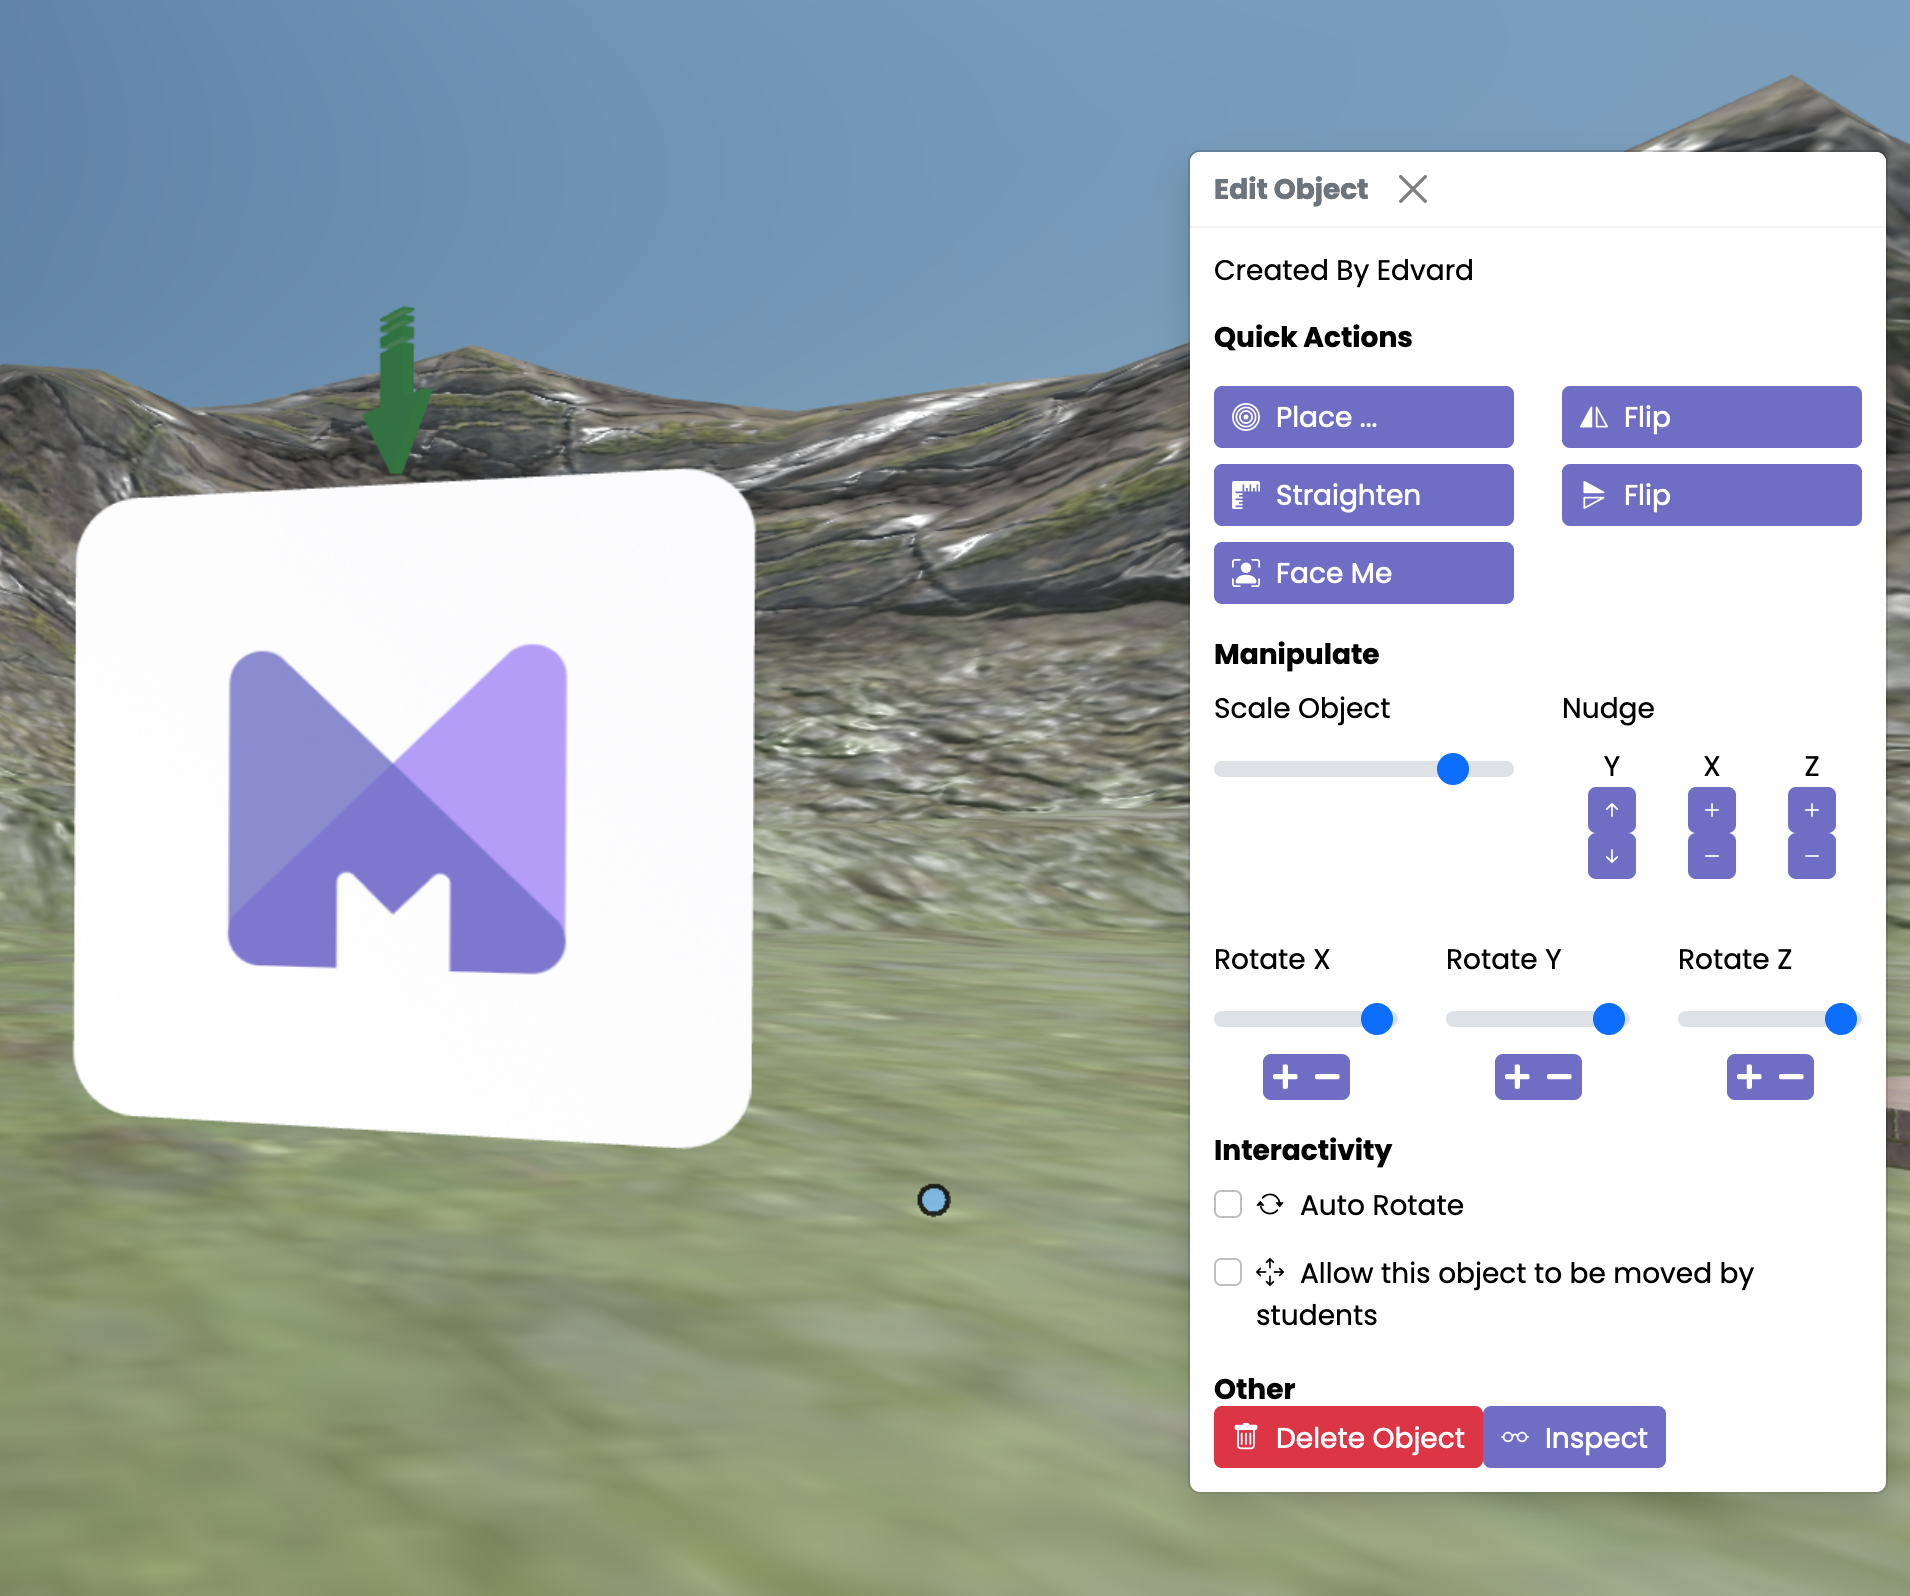 Edit Object
Created By Edvard
Quick Actions
Place ...
Flip
Straighten
Flip
Face Me
Manipulate
Scale Object
Nudge
Y X Z
Rotate X
Rotate Y
Rotate Z
Interactivity
Auto Rotate
Allow this object to be moved by
students
Other
Delete Object
Inspect